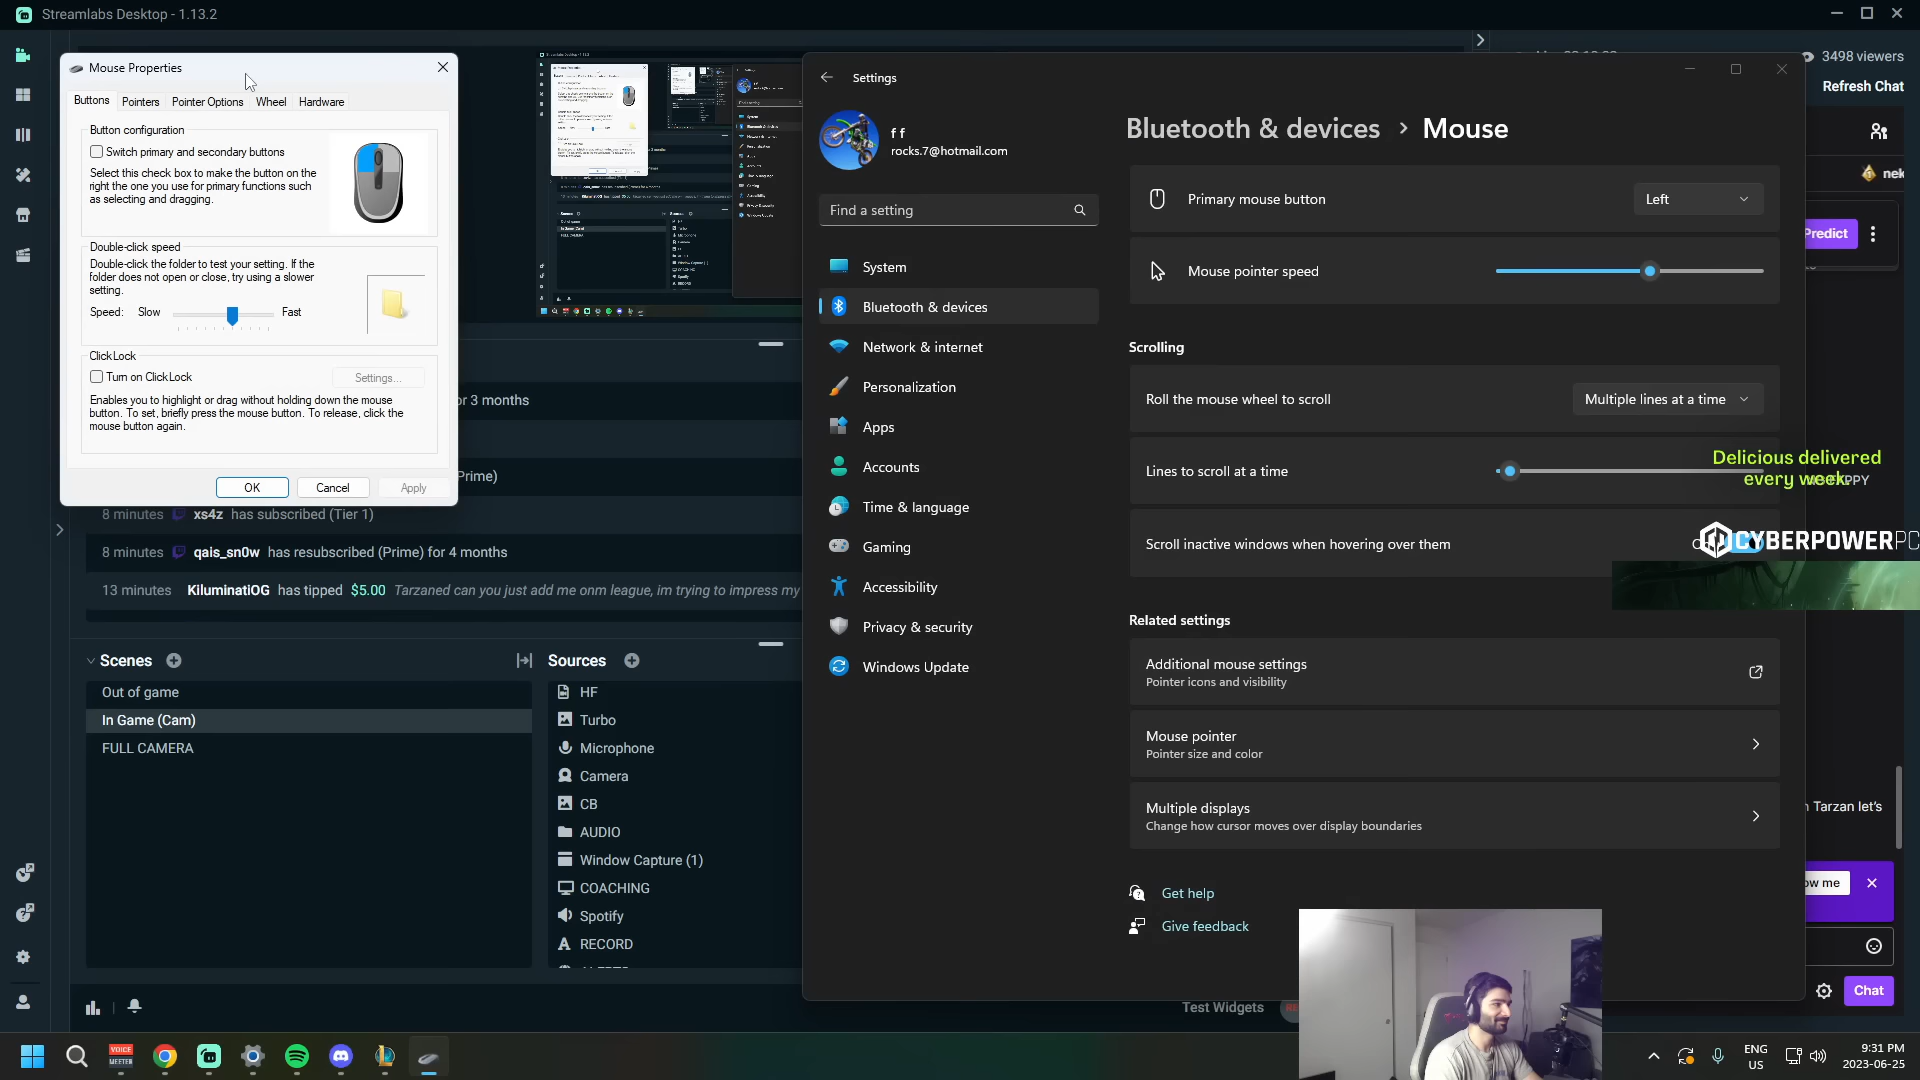 Streamlabs Desktop - 1.13.2
3498 viewers
Refresh Chat
Mouse Properties
Buttons
Pointers
Pointer Options
Wheel
Hardware
Button configuration
Switch primary and secondary buttons
Select this check box to make the button on the
right the one you use for primary functions such
as selecting and dragging.
Double-click speed
Double-click the folder to test your setting. If the
folder does not open or close, try using a slower
setting.
Speed: Slow Fast
ClickLock
Turn on ClickLock
Settings...
Enables you to highlight or drag without holding down the mouse
button. To set, briefly press the mouse button. To release, click the
mouse button again.
OK
Cancel
Apply
or 3 months
Prime)
8 minutes xs4z has subscribed (Tier 1)
8 minutes qais_sn0w has resubscribed (Prime) for 4 months
13 minutes KiluminatiOG has tipped $5.00 Tarzaned can you just add me onm league, im trying to impress my
Scenes
Out of game
In Game (Cam)
FULL CAMERA
Sources
HF
Turbo
Microphone
Camera
CB
AUDIO
Window Capture (1)
COACHING
Spotify
RECORD
Test Widgets
Settings
f f
rocks.7@hotmail.com
Find a setting
System
Bluetooth & devices
Network & internet
Personalization
Apps
Accounts
Time & language
Gaming
Accessibility
Privacy & security
Windows Update
Bluetooth & devices > Mouse
Primary mouse button
Left
Mouse pointer speed
Scrolling
Roll the mouse wheel to scroll
Multiple lines at a time
Lines to scroll at a time
Scroll inactive windows when hovering over them
Related settings
Additional mouse settings
Pointer icons and visibility
Mouse pointer
Pointer size and color
Multiple displays
Change how cursor moves over display boundaries
Get help
Give feedback
nek
Predict
Delicious delivered
every week.
CYBERPOWERPC
Tarzan let's
ow me
Chat
VOICE
MEETER
ENG
US
9:31 PM
2023-06-25